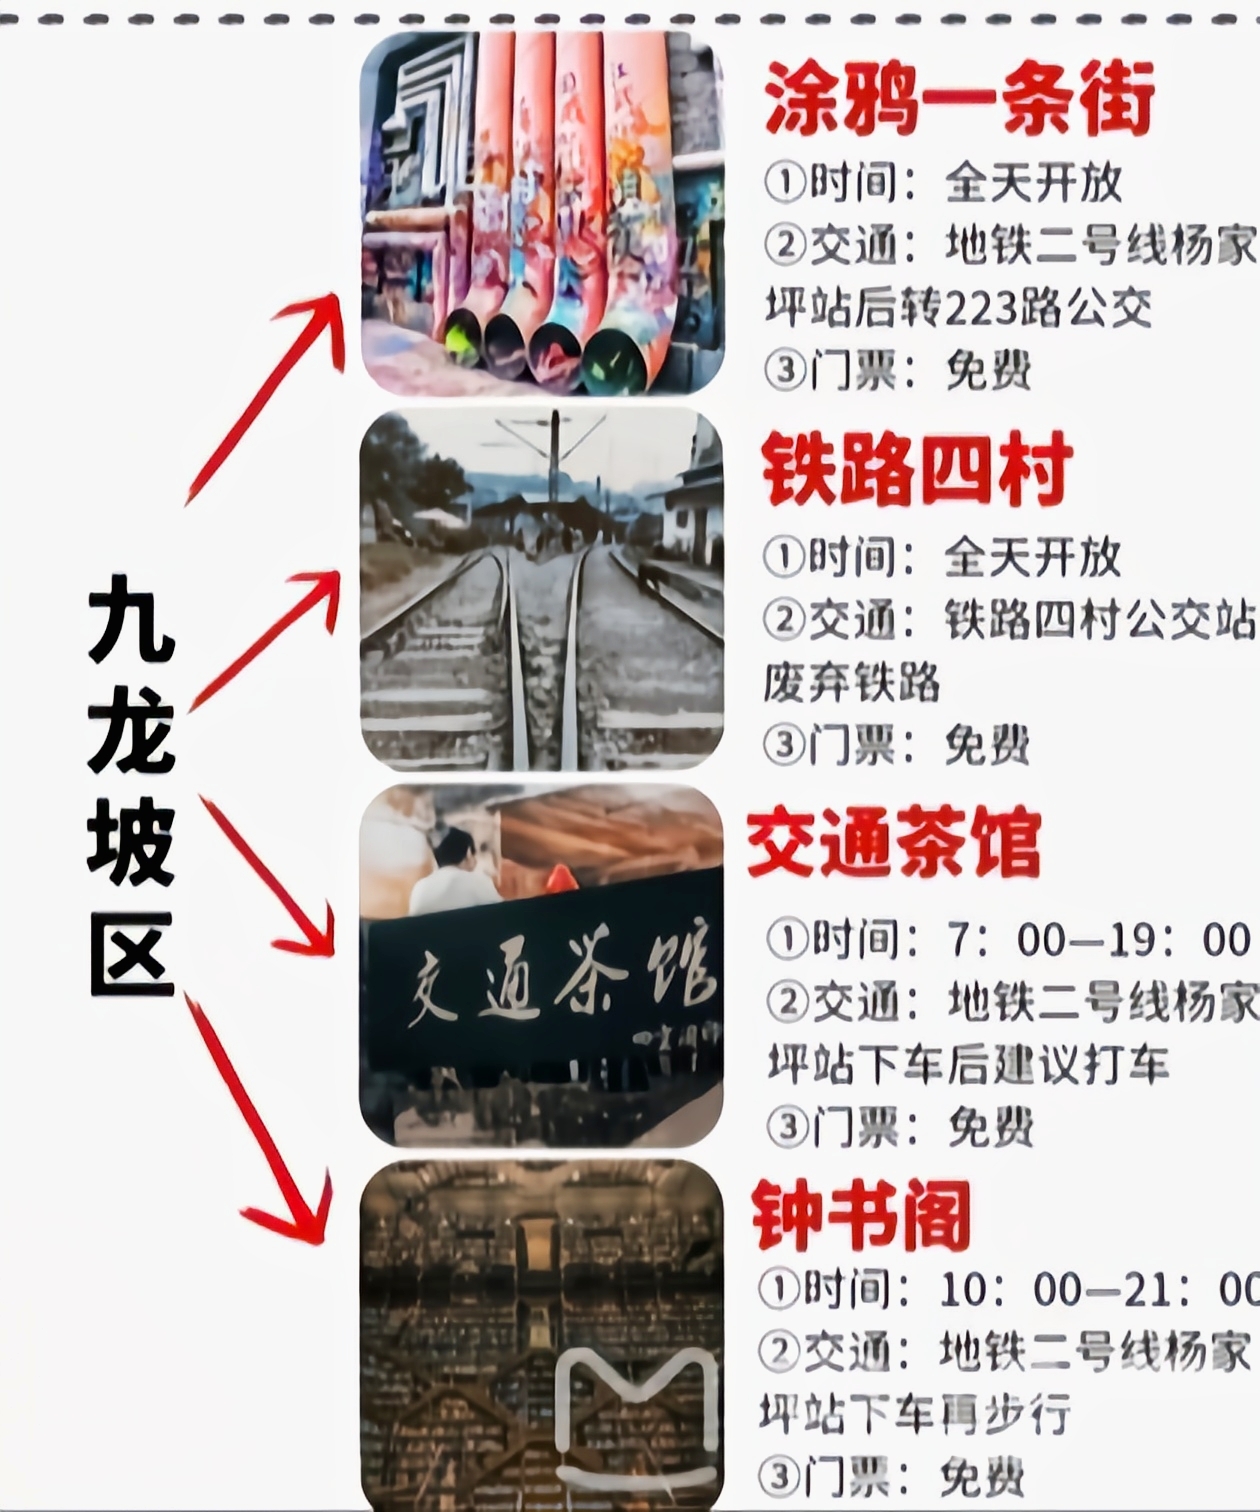 九龙坡区
涂鸦一条街
①时间：全天开放
②交通：地铁二号线杨家
坪站后转223路公交
③门票：免费
铁路四村
①时间：全天开放
②交通：铁路四村公交站
废弃铁路
③门票：免费
交通茶馆
交通茶馆
①时间：7：00—19：00
②交通：地铁二号线杨家
坪站下车后建议打车
③门票：免费
钟书阁
①时间：10：00—21：00
②交通：地铁二号线杨家
坪站下车再步行
③门票：免费